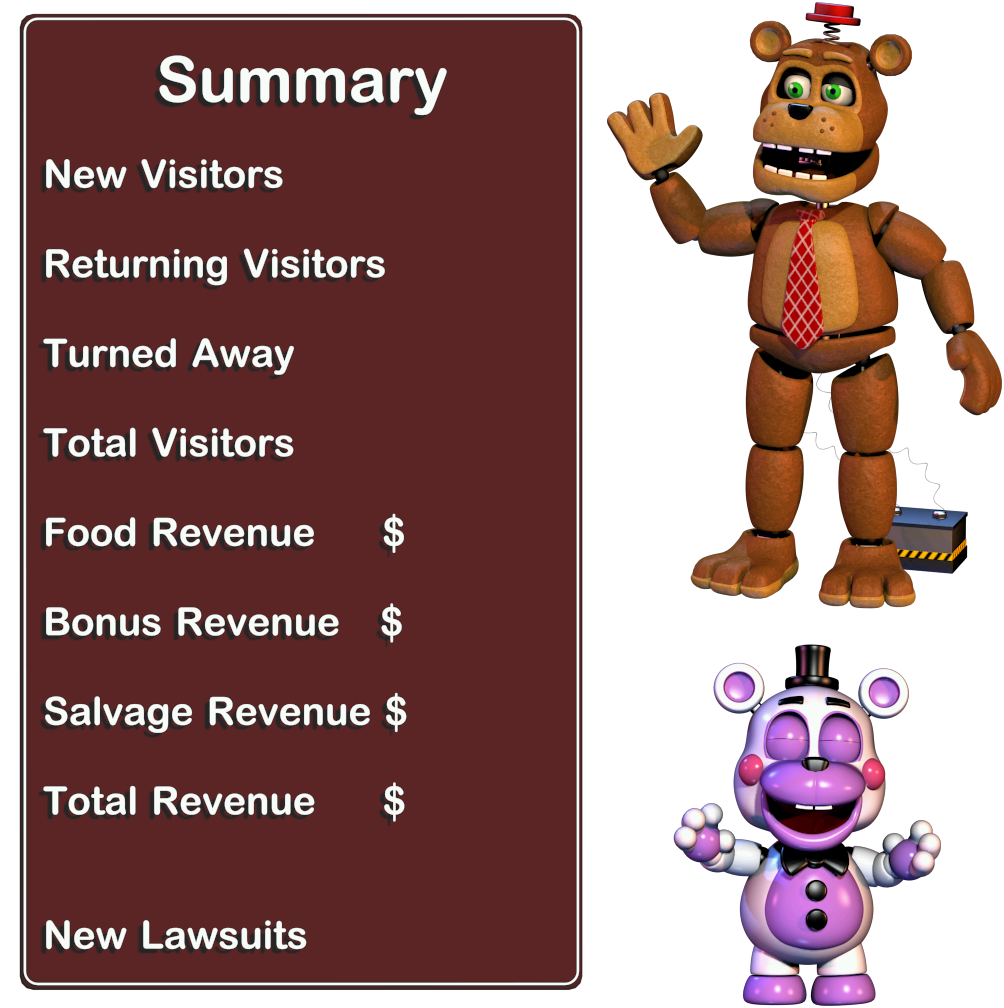 Summary
New Visitors
Returning Visitors
Turned Away
Total Visitors
Food Revenue $
Bonus Revenue $
Salvage Revenue $
Total Revenue $
New Lawsuits